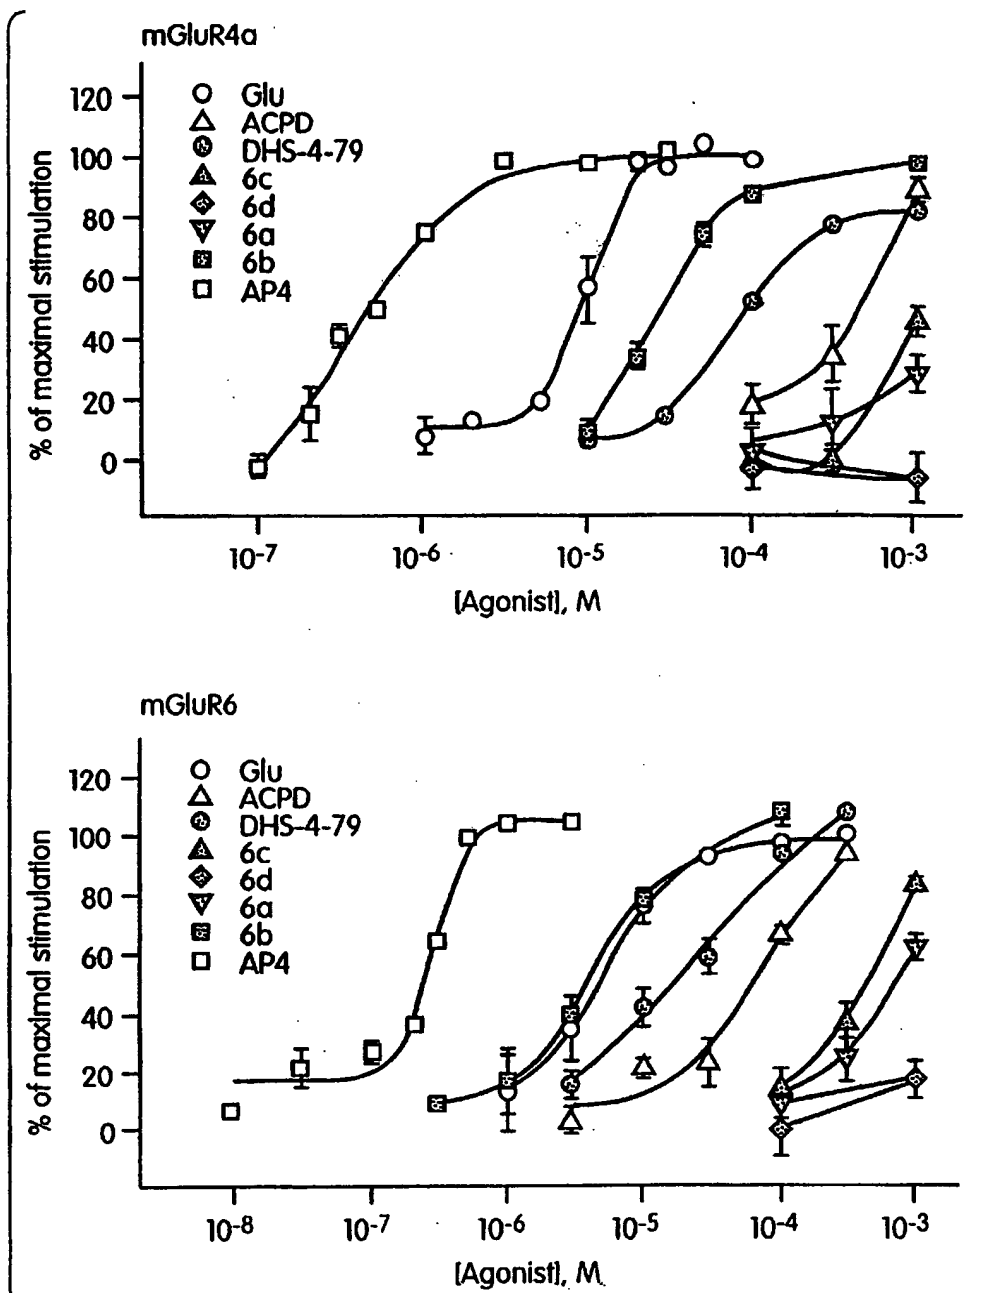 mGluR4a
120
100
80
60
40
20
0
% of maximal stimulation
Glu
ACPD
DHS-4-79
6c
6d
6a
6b
AP4
10-7
10-6
10-5
10-4
10-3
[Agonist], M
mGluR6
120
100
80
60
40
20
0
% of maximal stimulation
Glu
ACPD
DHS-4-79
6c
6d
6a
6b
AP4
10-8
10-7
10-6
10-5
10-4
10-3
[Agonist], M